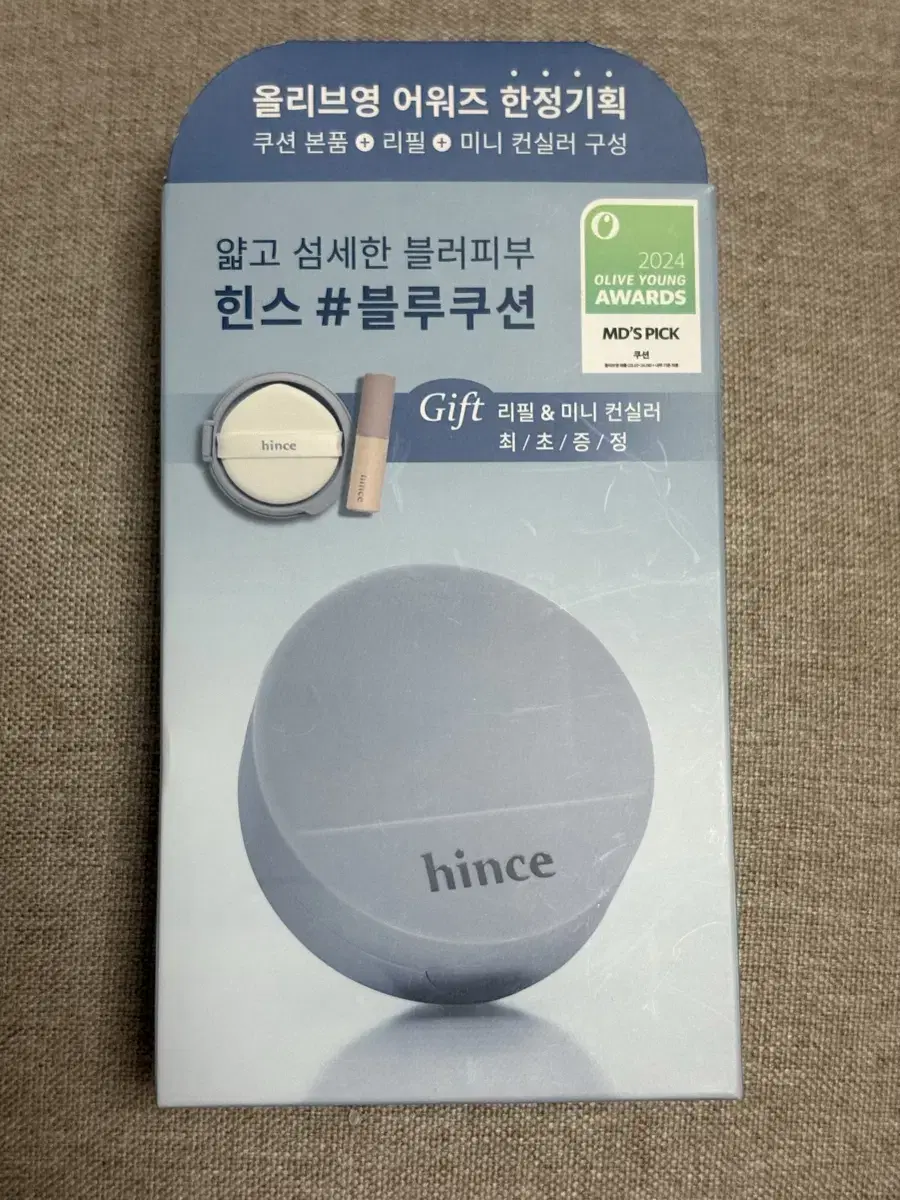 올리브영 어워즈 한정기획
쿠션 본품 + 리필 + 미니 컨실러 구성
얇고 섬세한 블러피부
힌스 #블루쿠션
2024
OLIVE YOUNG
AWARDS
MD'S PICK
쿠션
Gift 리필 & 미니 컨실러
최/초/증/정
hince
hince
hince